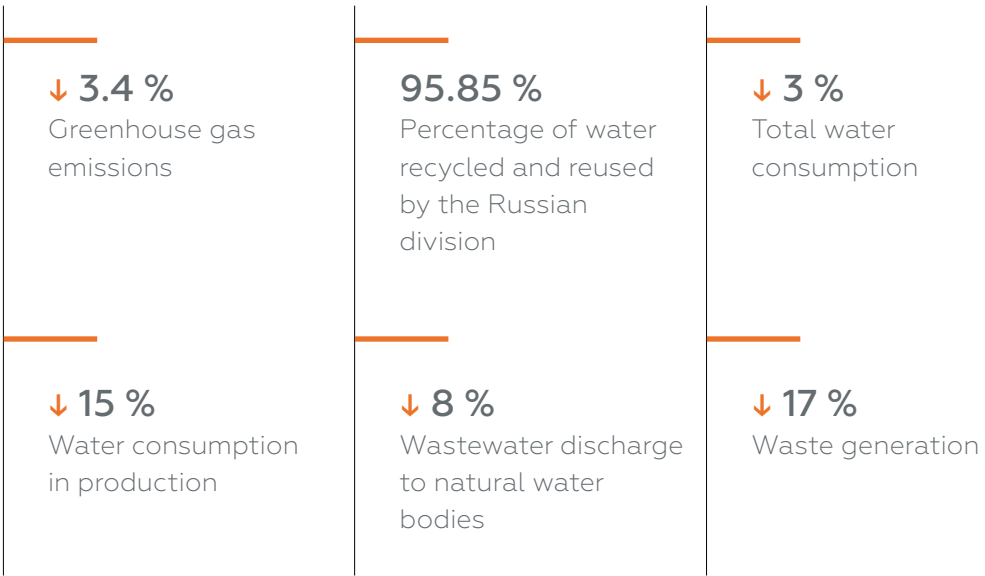 ↓ 3.4 %
Greenhouse gas
emissions
95.85 %
Percentage of water
recycled and reused
by the Russian
division
↓ 3 %
Total water
consumption
↓ 15 %
Water consumption
in production
↓ 8 %
Wastewater discharge
to natural water
bodies
↓ 17 %
Waste generation